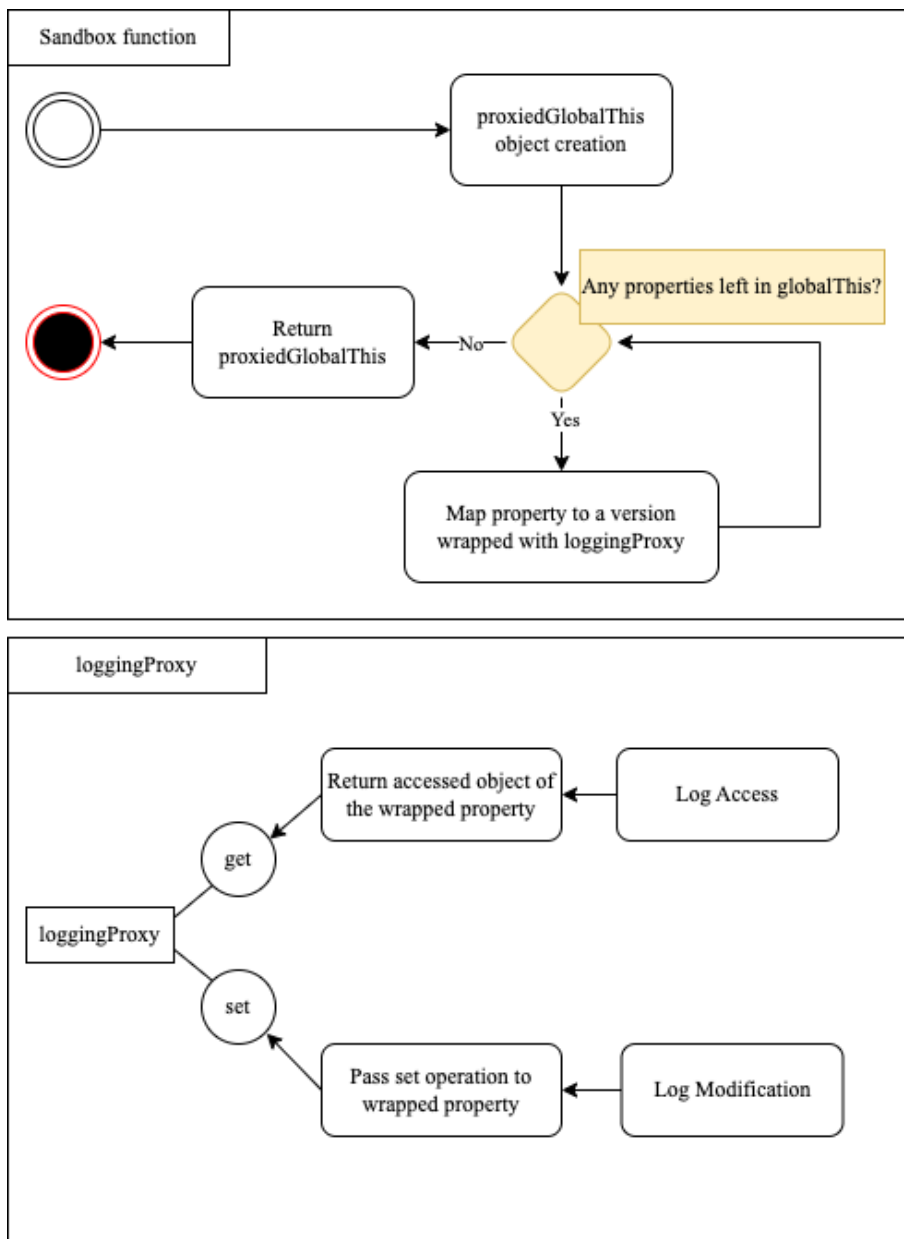 Sandbox function
proxiedGlobalThis
object creation
Any properties left in globalThis?
Return
proxiedGlobalThis
No
Yes
Map property to a version
wrapped with loggingProxy
loggingProxy
Return accessed object of
the wrapped property
Log Access
get
loggingProxy
set
Pass set operation to
wrapped property
Log Modification